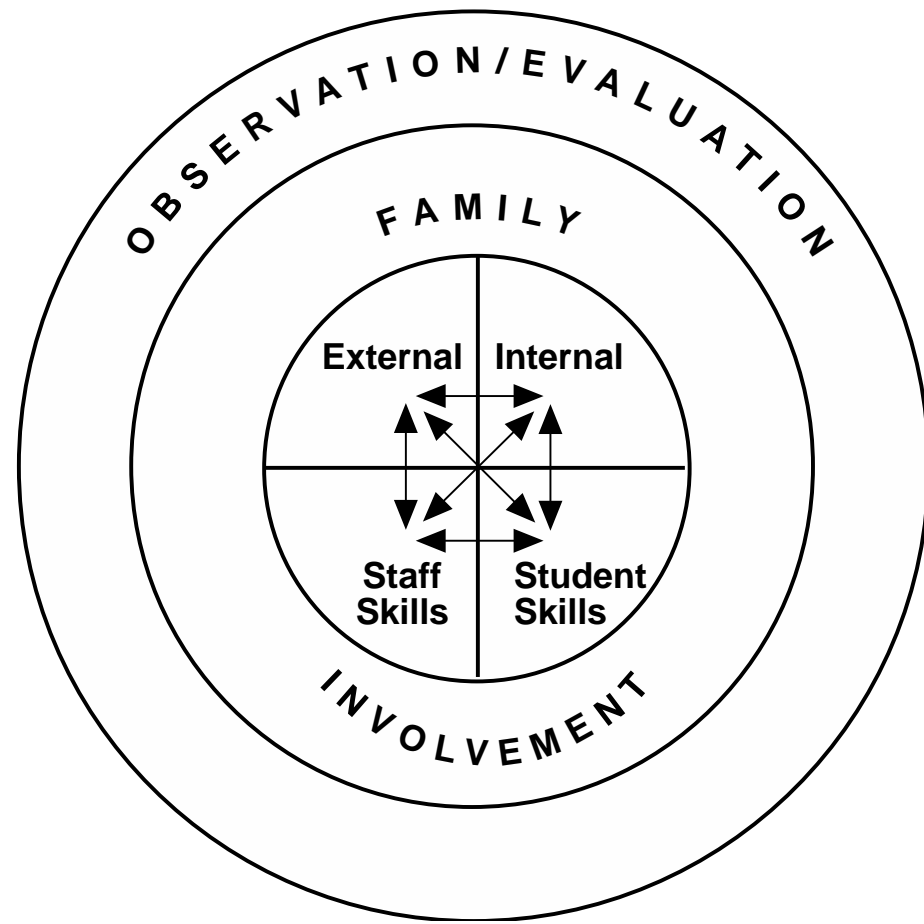 OBSERVATION/EVALUATION
FAMILY
External
Internal
Staff
Skills
Student
Skills
INVOLVEMENT